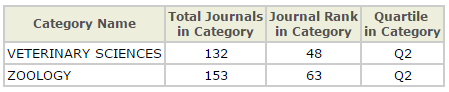 Category Name Total Journals in Category Journal Rank in Category Quartile in Category
VETERINARY SCIENCES 132 48 Q2
ZOOLOGY 153 63 Q2